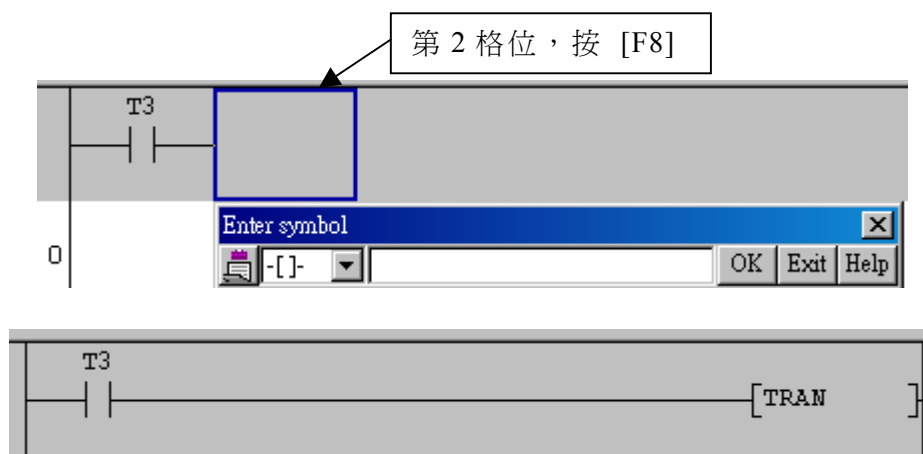 第 2 格位，按 [F8]
T3
Enter symbol
0
-[ ]-
OK Exit Help
T3
[TRAN ]